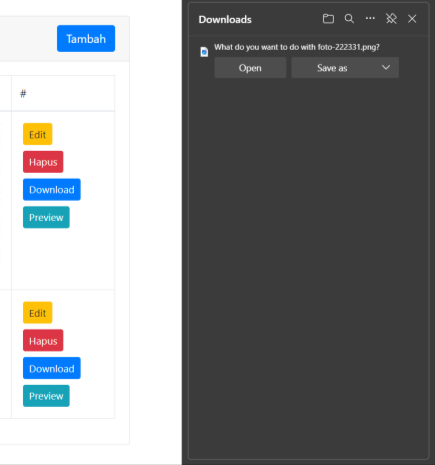 Tambah
#
Edit
Hapus
Download
Preview
Edit
Hapus
Download
Preview
Downloads
What do you want to do with foto-222331.png?
Open
Save as